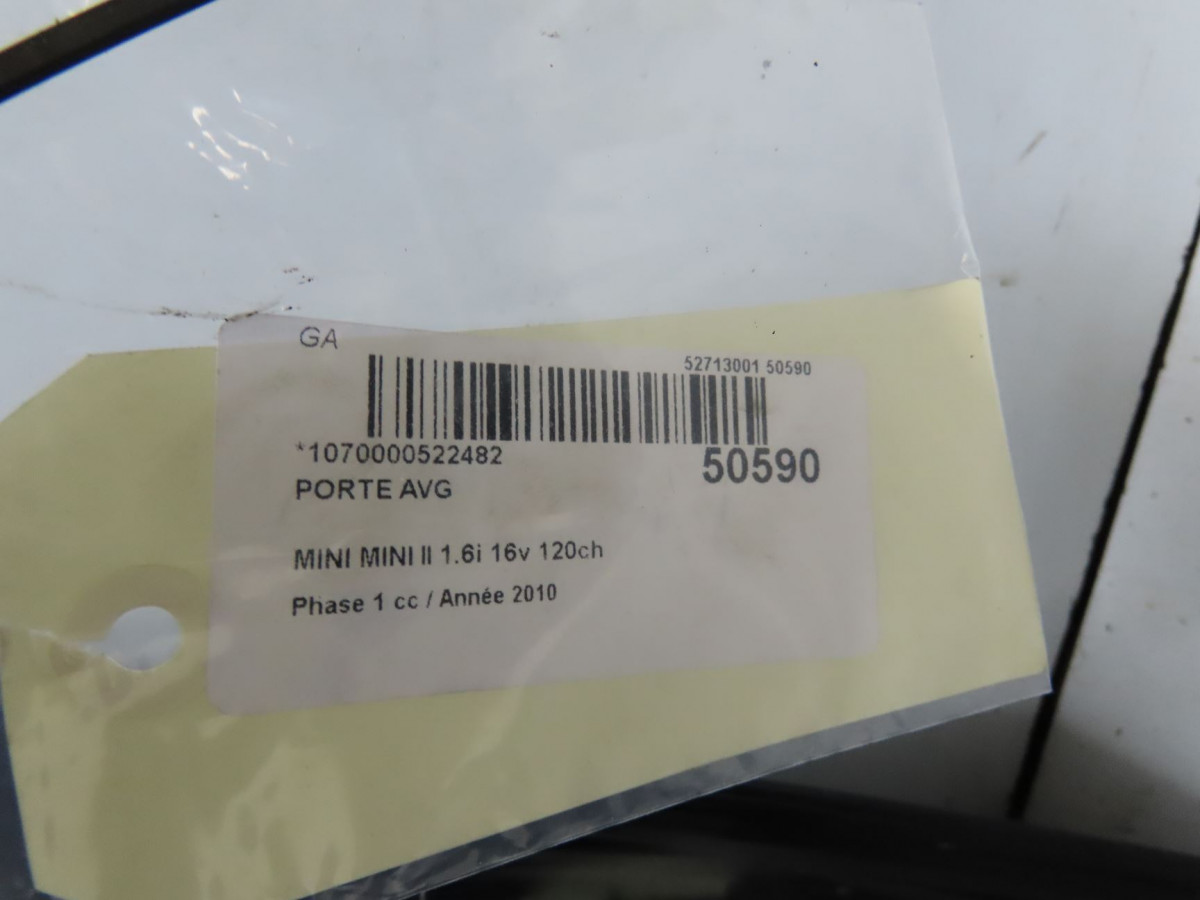 GA
52713001 50590
*1070000522482
50590
PORTE AVG
MINI MINI II 1.6i 16v 120ch
Phase 1 cc / Année 2010